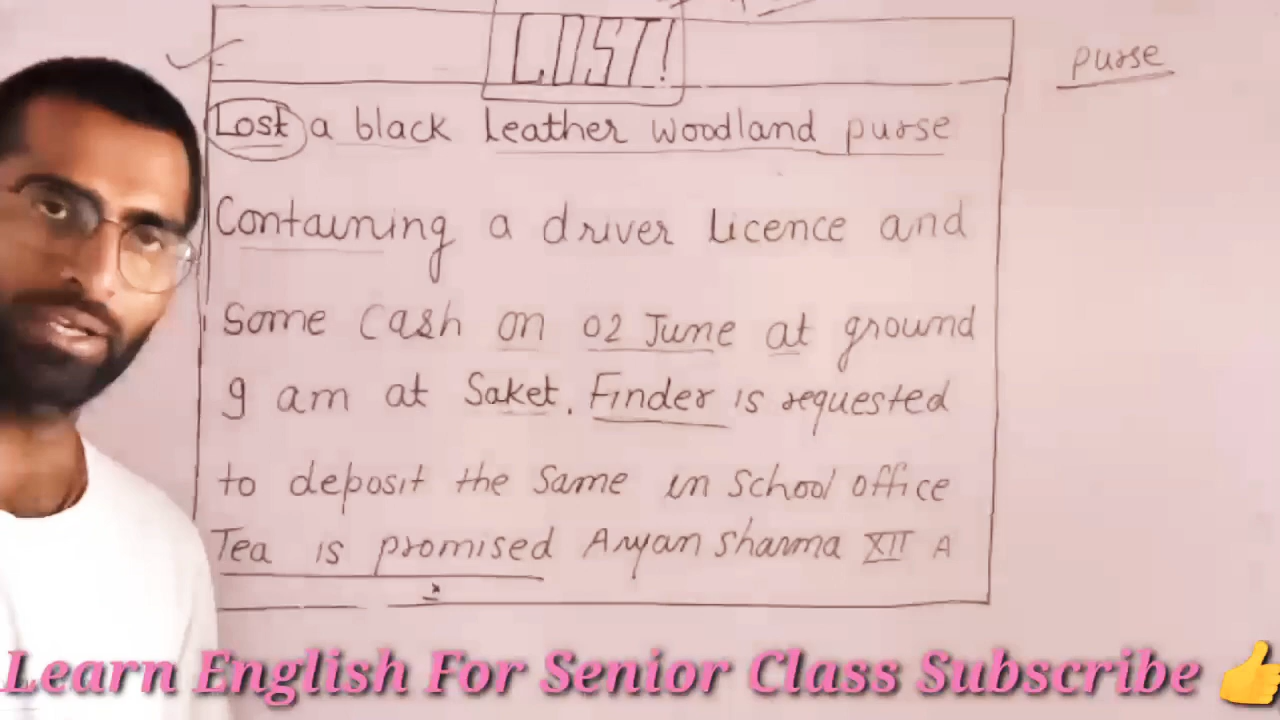 LOST!
purse
Lost a black leather woodland purse
Containing a driver licence and
Some Cash on 02 June at ground
9 am at Saket. Finder is requested
to deposit the same in school office
Tea is promised Aryan sharma XII A
Learn English For Senior Class Subscribe 👍